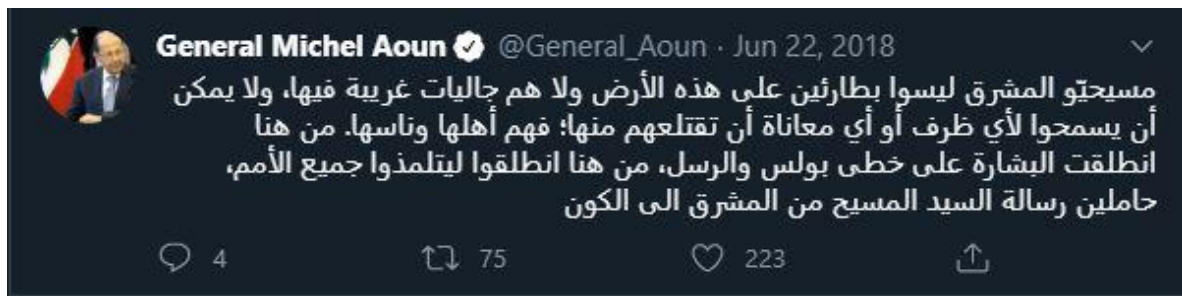 General Michel Aoun @General_Aoun · Jun 22, 2018
مسيحيّو المشرق ليسوا بطارئين على هذه الأرض ولا هم جاليات غريبة فيها، ولا يمكن
أن يسمحوا لأي ظرف أو أي معاناة أن تقتلعهم منها؛ فهم أهلها وناسها. من هنا
انطلقت البشارة على خطى بولس والرسل، من هنا انطلقوا ليتلمذوا جميع الأمم،
حاملين رسالة السيد المسيح من المشرق الى الكون
4 75 223